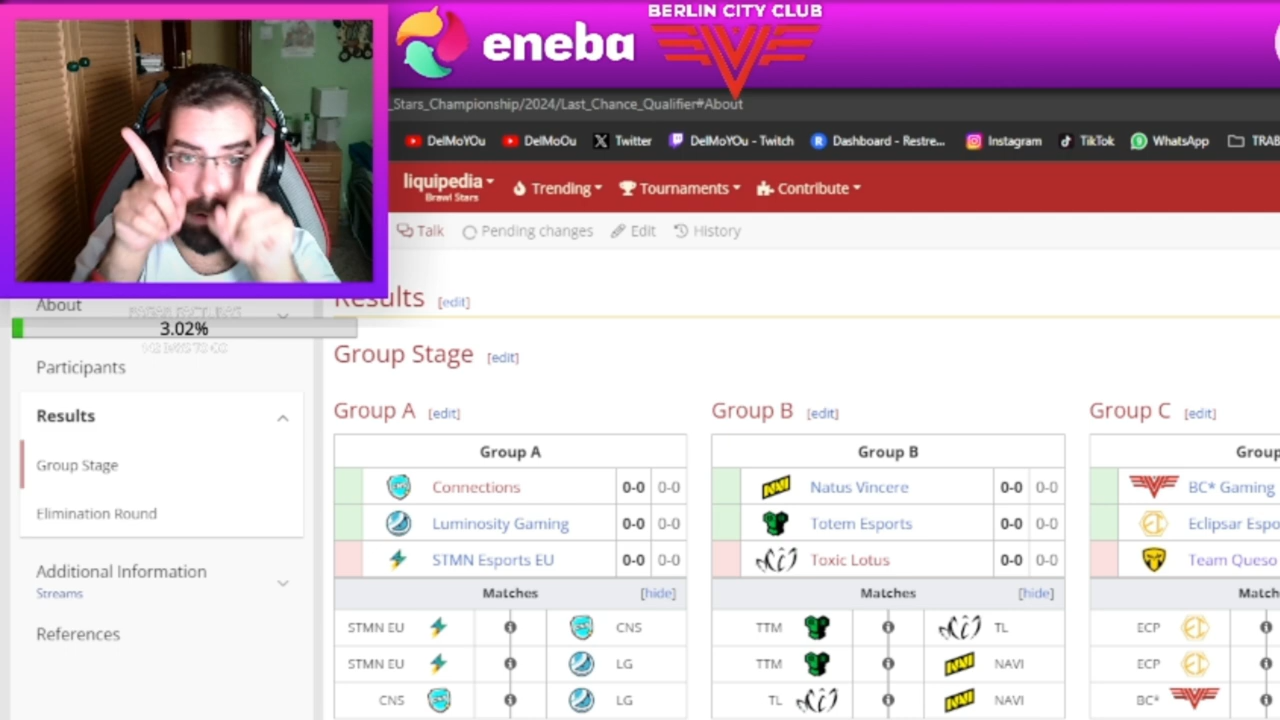 BERLIN CITY CLUB
eneba
_Stars_Championship/2024/Last_Chance_Qualifier#About
DelMoYOu DelMoOu Twitter DelMoYOu - Twitch Dashboard - Restre... Instagram TikTok WhatsApp TRAB
liquipedia Trending Tournaments Contribute
Brawl Stars
Talk Pending changes Edit History
About
Results [edit]
3.02%
Participants
Group Stage [edit]
Results
Group A [edit] Group B [edit] Group C [edit]
Group Stage
Elimination Round
Additional Information
Streams
References
Group A
Connections 0-0 0-0
Luminosity Gaming 0-0 0-0
STMN Esports EU 0-0 0-0
Matches [hide]
STMN EU CNS
STMN EU LG
CNS LG
Group B
Natus Vincere 0-0 0-0
Totem Esports 0-0 0-0
Toxic Lotus 0-0 0-0
Matches [hide]
TTM TL
TTM NAVI
TL NAVI
Group
BC* Gaming
Eclipsar Espo
Team Queso
Match
ECP
ECP
BC*